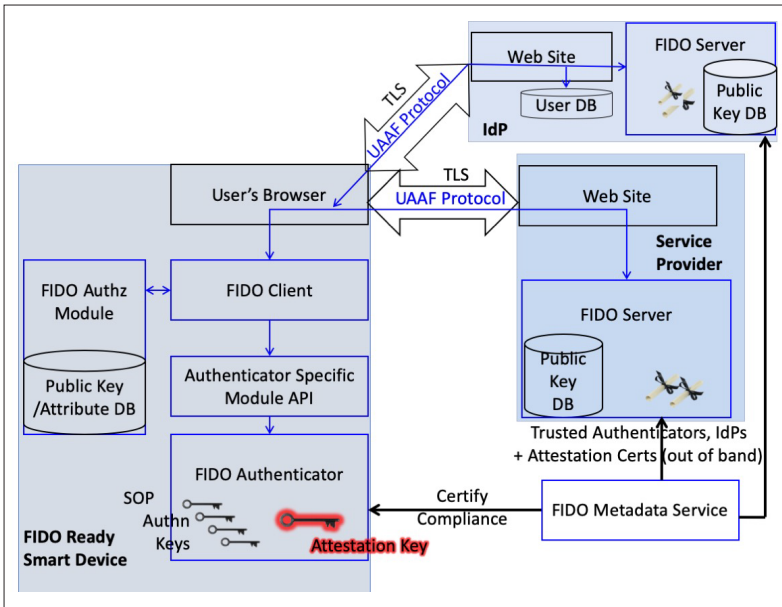 Web Site
FIDO Server
User DB
Public
Key DB
IdP
TLS
UAAF Protocol
User's Browser
TLS
UAAF Protocol
Web Site
Service
Provider
FIDO Authz
Module
FIDO Client
FIDO Server
Public Key
/Attribute DB
Authenticator Specific
Module API
Public
Key
DB
Trusted Authenticators, IdPs
+ Attestation Certs (out of band)
FIDO Authenticator
SOP
Authn
Keys
Attestation Key
FIDO Ready
Smart Device
Certify
Compliance
FIDO Metadata Service